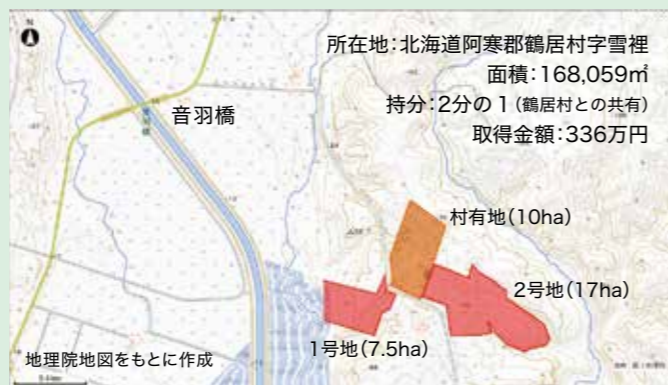 N
所在地：北海道阿寒郡鶴居村字雪裡
面積：168,059㎡
持分：2分の1（鶴居村との共有）
取得金額：336万円
音羽橋
村有地（10ha）
2号地（17ha）
1号地（7.5ha）
地理院地図をもとに作成